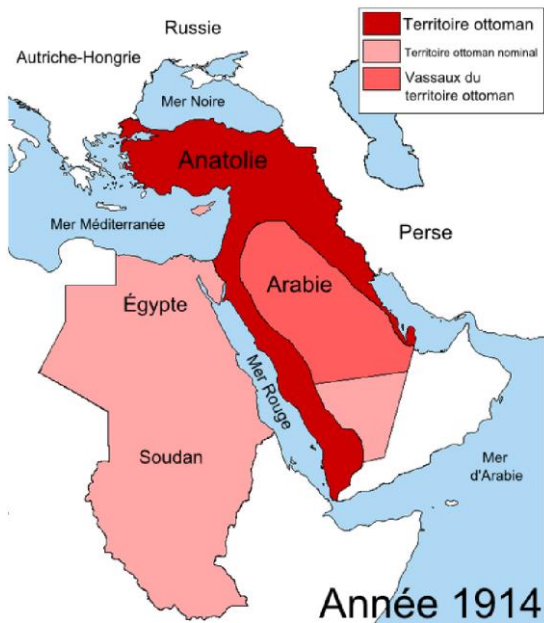 Russie
Autriche-Hongrie
Territoire ottoman
Territoire ottoman nominal
Vassaux du
territoire ottoman
Mer Noire
Anatolie
Mer Méditerranée
Perse
Égypte
Arabie
Mer Rouge
Soudan
Mer
d'Arabie
Année 1914